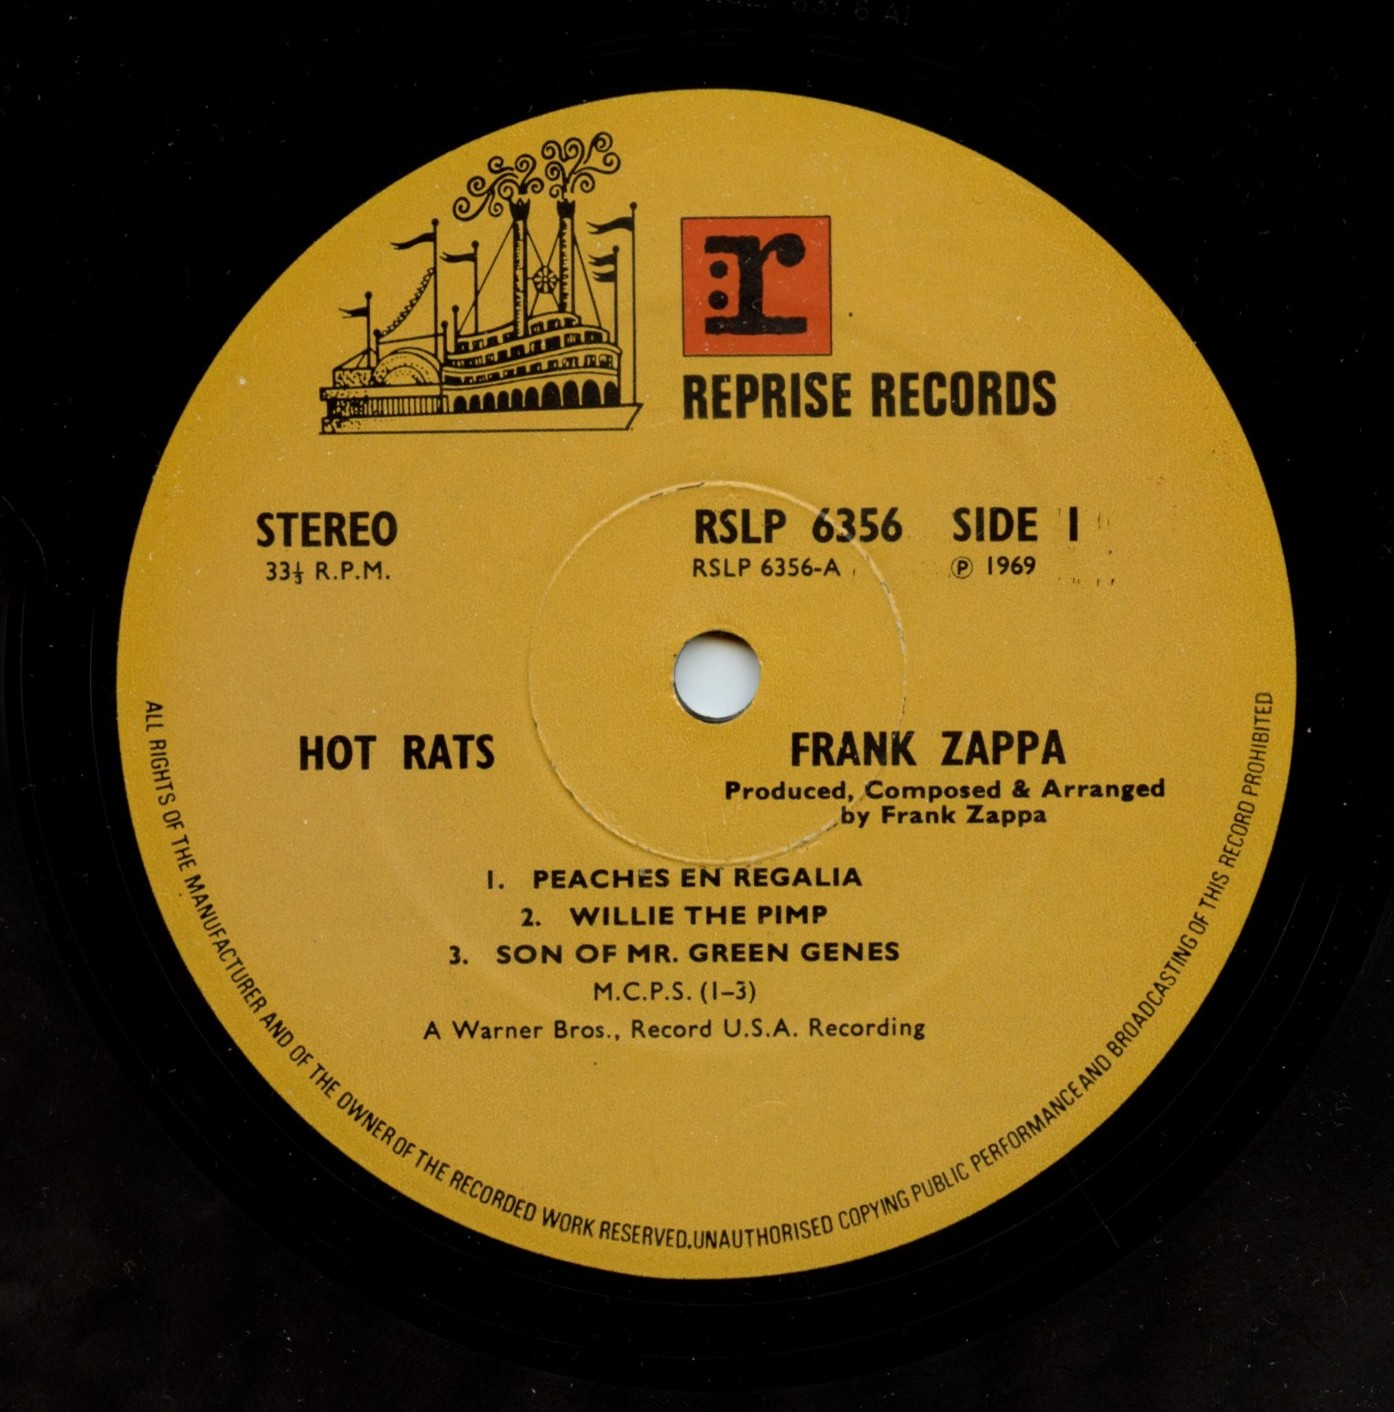 r:
REPRISE RECORDS
STEREO
33⅓ R.P.M.
RSLP 6356 SIDE 1
RSLP 6356-A ℗ 1969
HOT RATS
FRANK ZAPPA
Produced, Composed & Arranged
by Frank Zappa
1. PEACHES EN REGALIA
2. WILLIE THE PIMP
3. SON OF MR. GREEN GENES
M.C.P.S. (1–3)
A Warner Bros., Record U.S.A. Recording
ALL RIGHTS OF THE MANUFACTURER AND OF THE OWNER OF THE RECORDED WORK RESERVED. UNAUTHORISED COPYING PUBLIC PERFORMANCE AND BROADCASTING OF THIS RECORD PROHIBITED